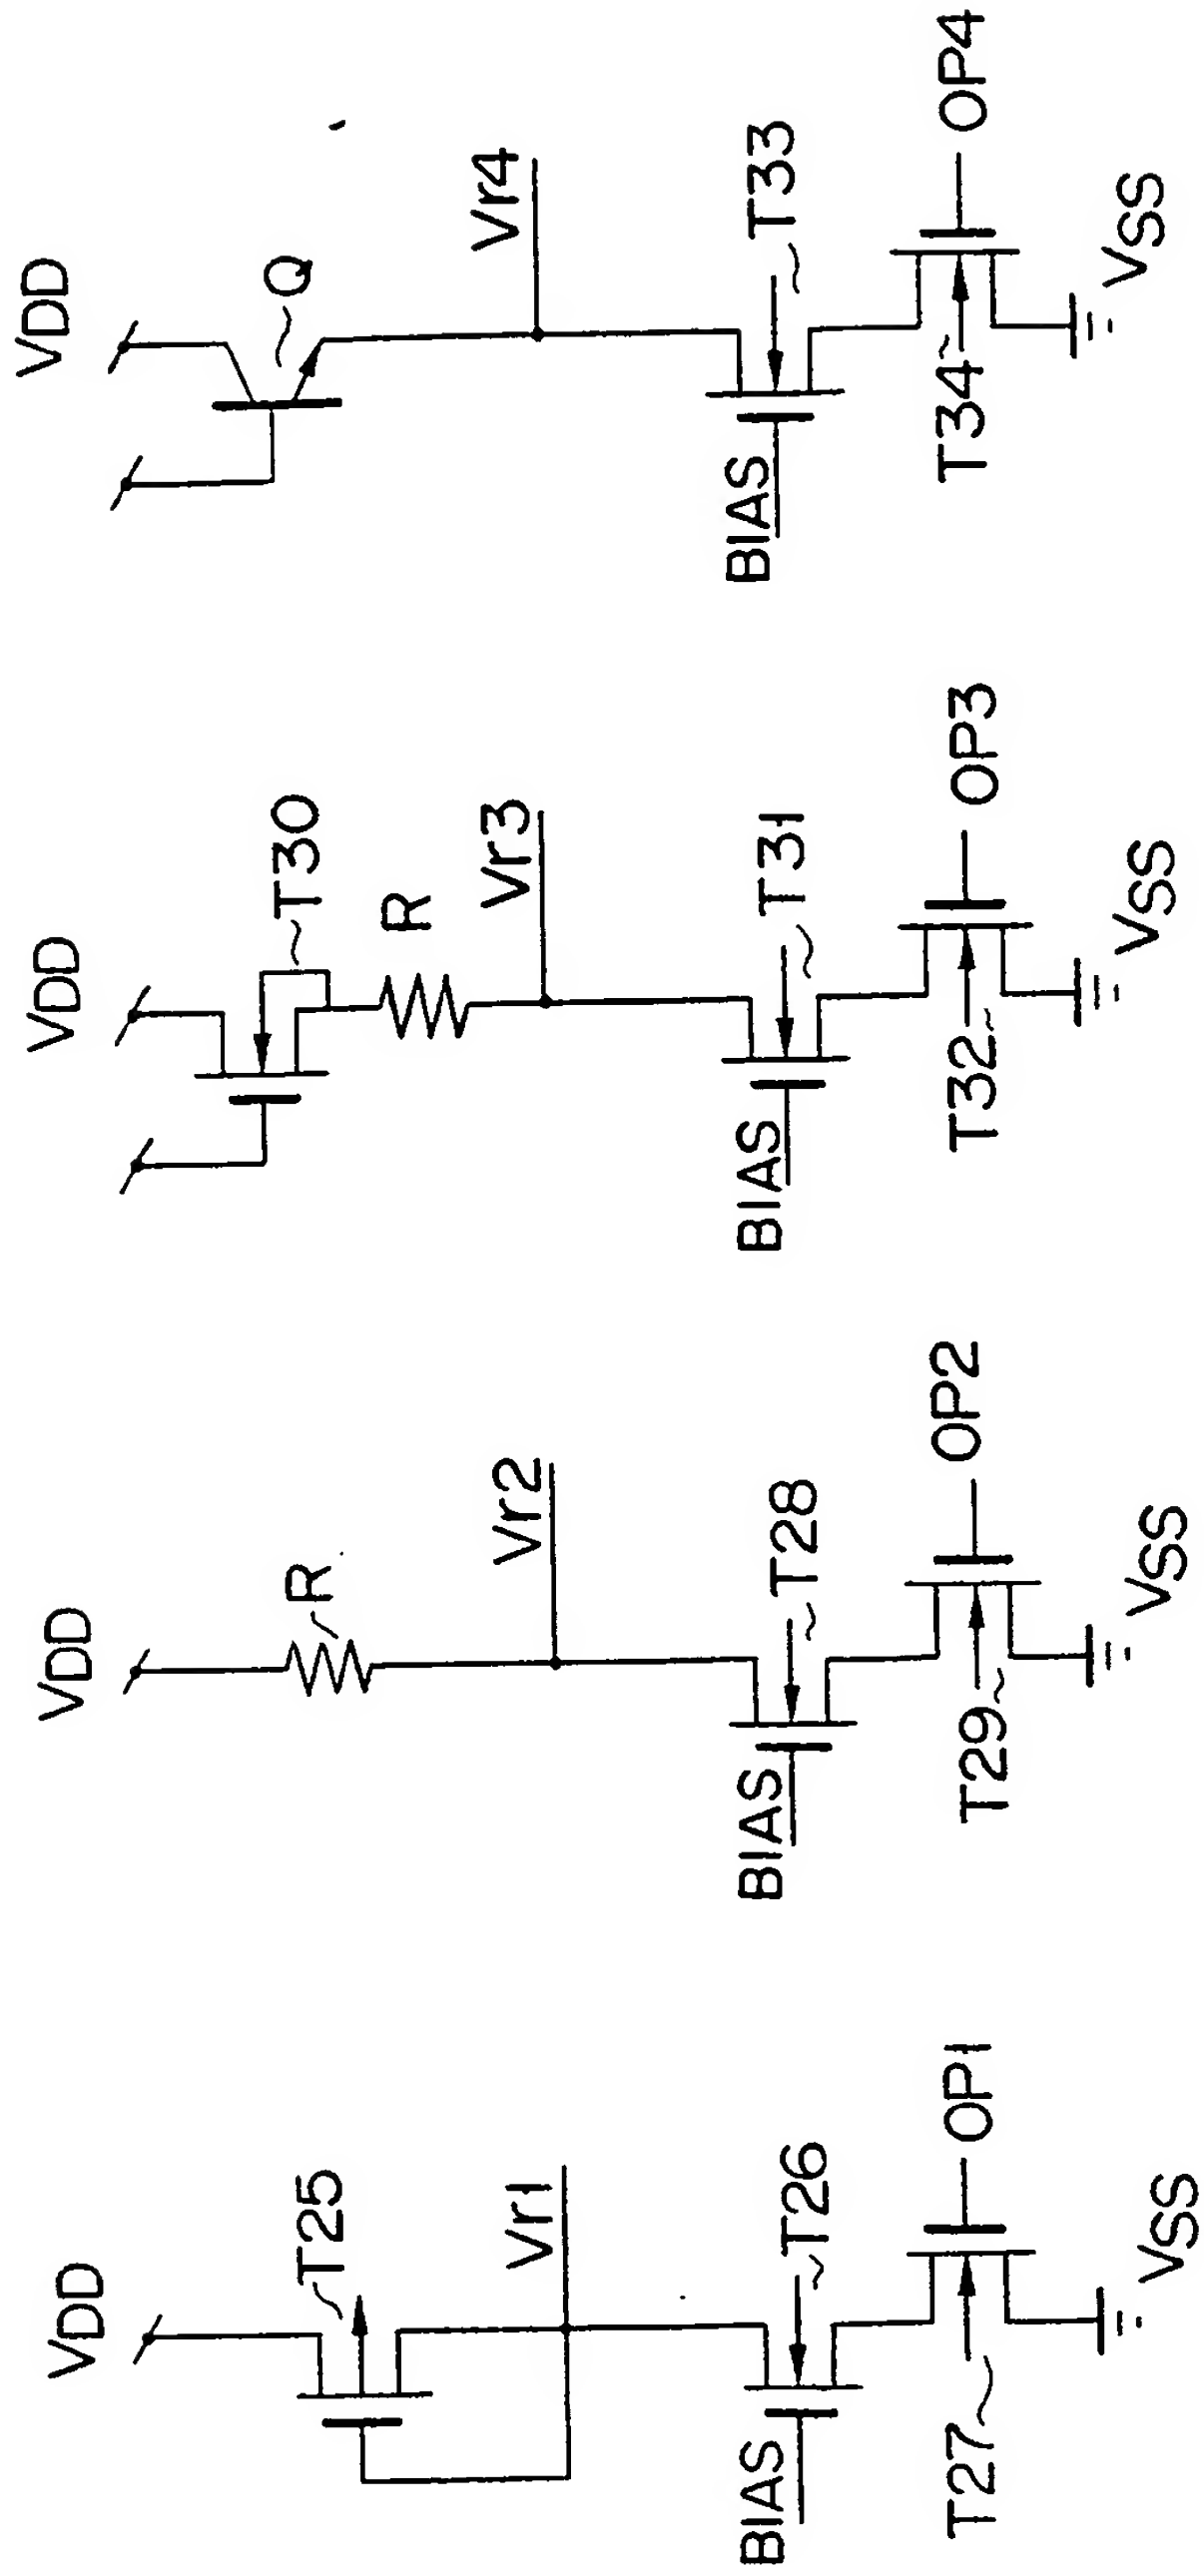 VDD
T25
Vr1
BIAS
T26
T27
OP1
VSS
VDD
R
Vr2
BIAS
T28
T29
OP2
VSS
VDD
T30
R
Vr3
BIAS
T31
T32
OP3
VSS
VDD
Q
Vr4
BIAS
T33
T34
OP4
VSS